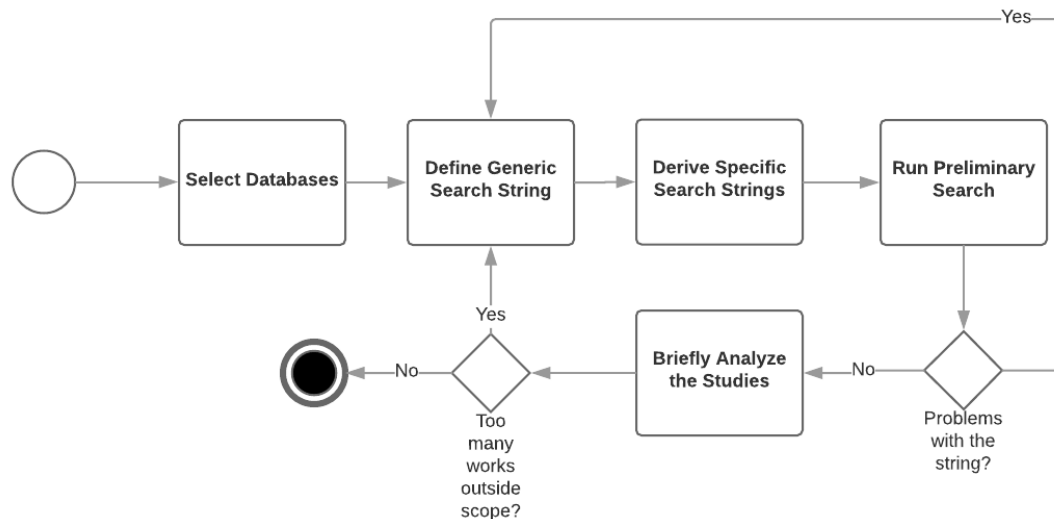 Yes
Select Databases
Define Generic
Search String
Derive Specific
Search Strings
Run Preliminary
Search
Yes
No
Briefly Analyze
the Studies
No
Too
many
works
outside
scope?
Problems
with the
string?